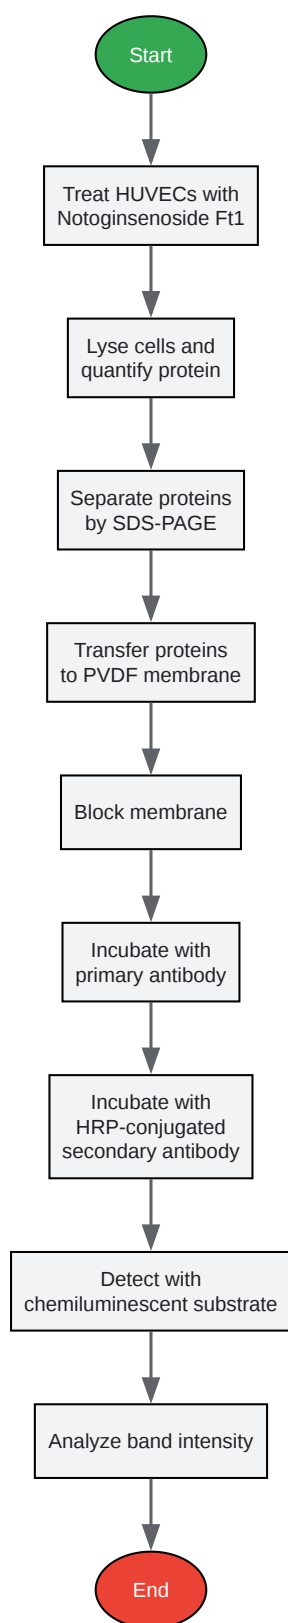 Start
Treat HUVECs with
Notoginsenoside Ft1
Lyse cells and
quantify protein
Separate proteins
by SDS-PAGE
Transfer proteins
to PVDF membrane
Block membrane
Incubate with
primary antibody
Incubate with
HRP-conjugated
secondary antibody
Detect with
chemiluminescent substrate
Analyze band intensity
End